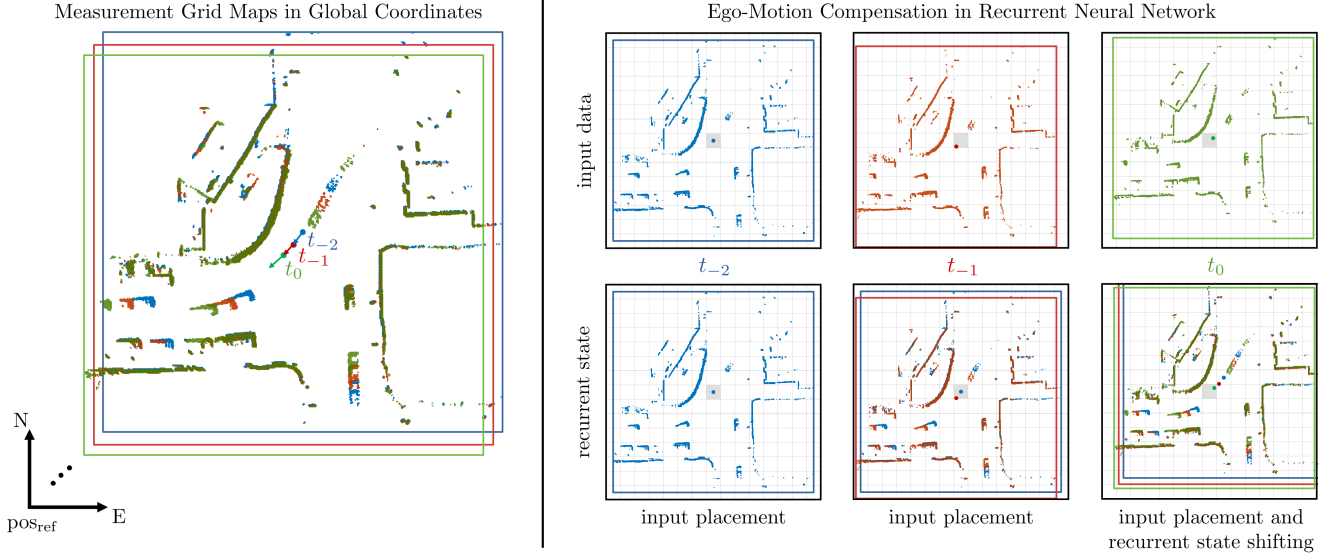 Measurement Grid Maps in Global Coordinates
t₋₂
t₋₁
t₀
N
E
pos_ref
Ego-Motion Compensation in Recurrent Neural Network
input data
t₋₂
t₋₁
t₀
recurrent state
input placement
input placement
input placement and
recurrent state shifting